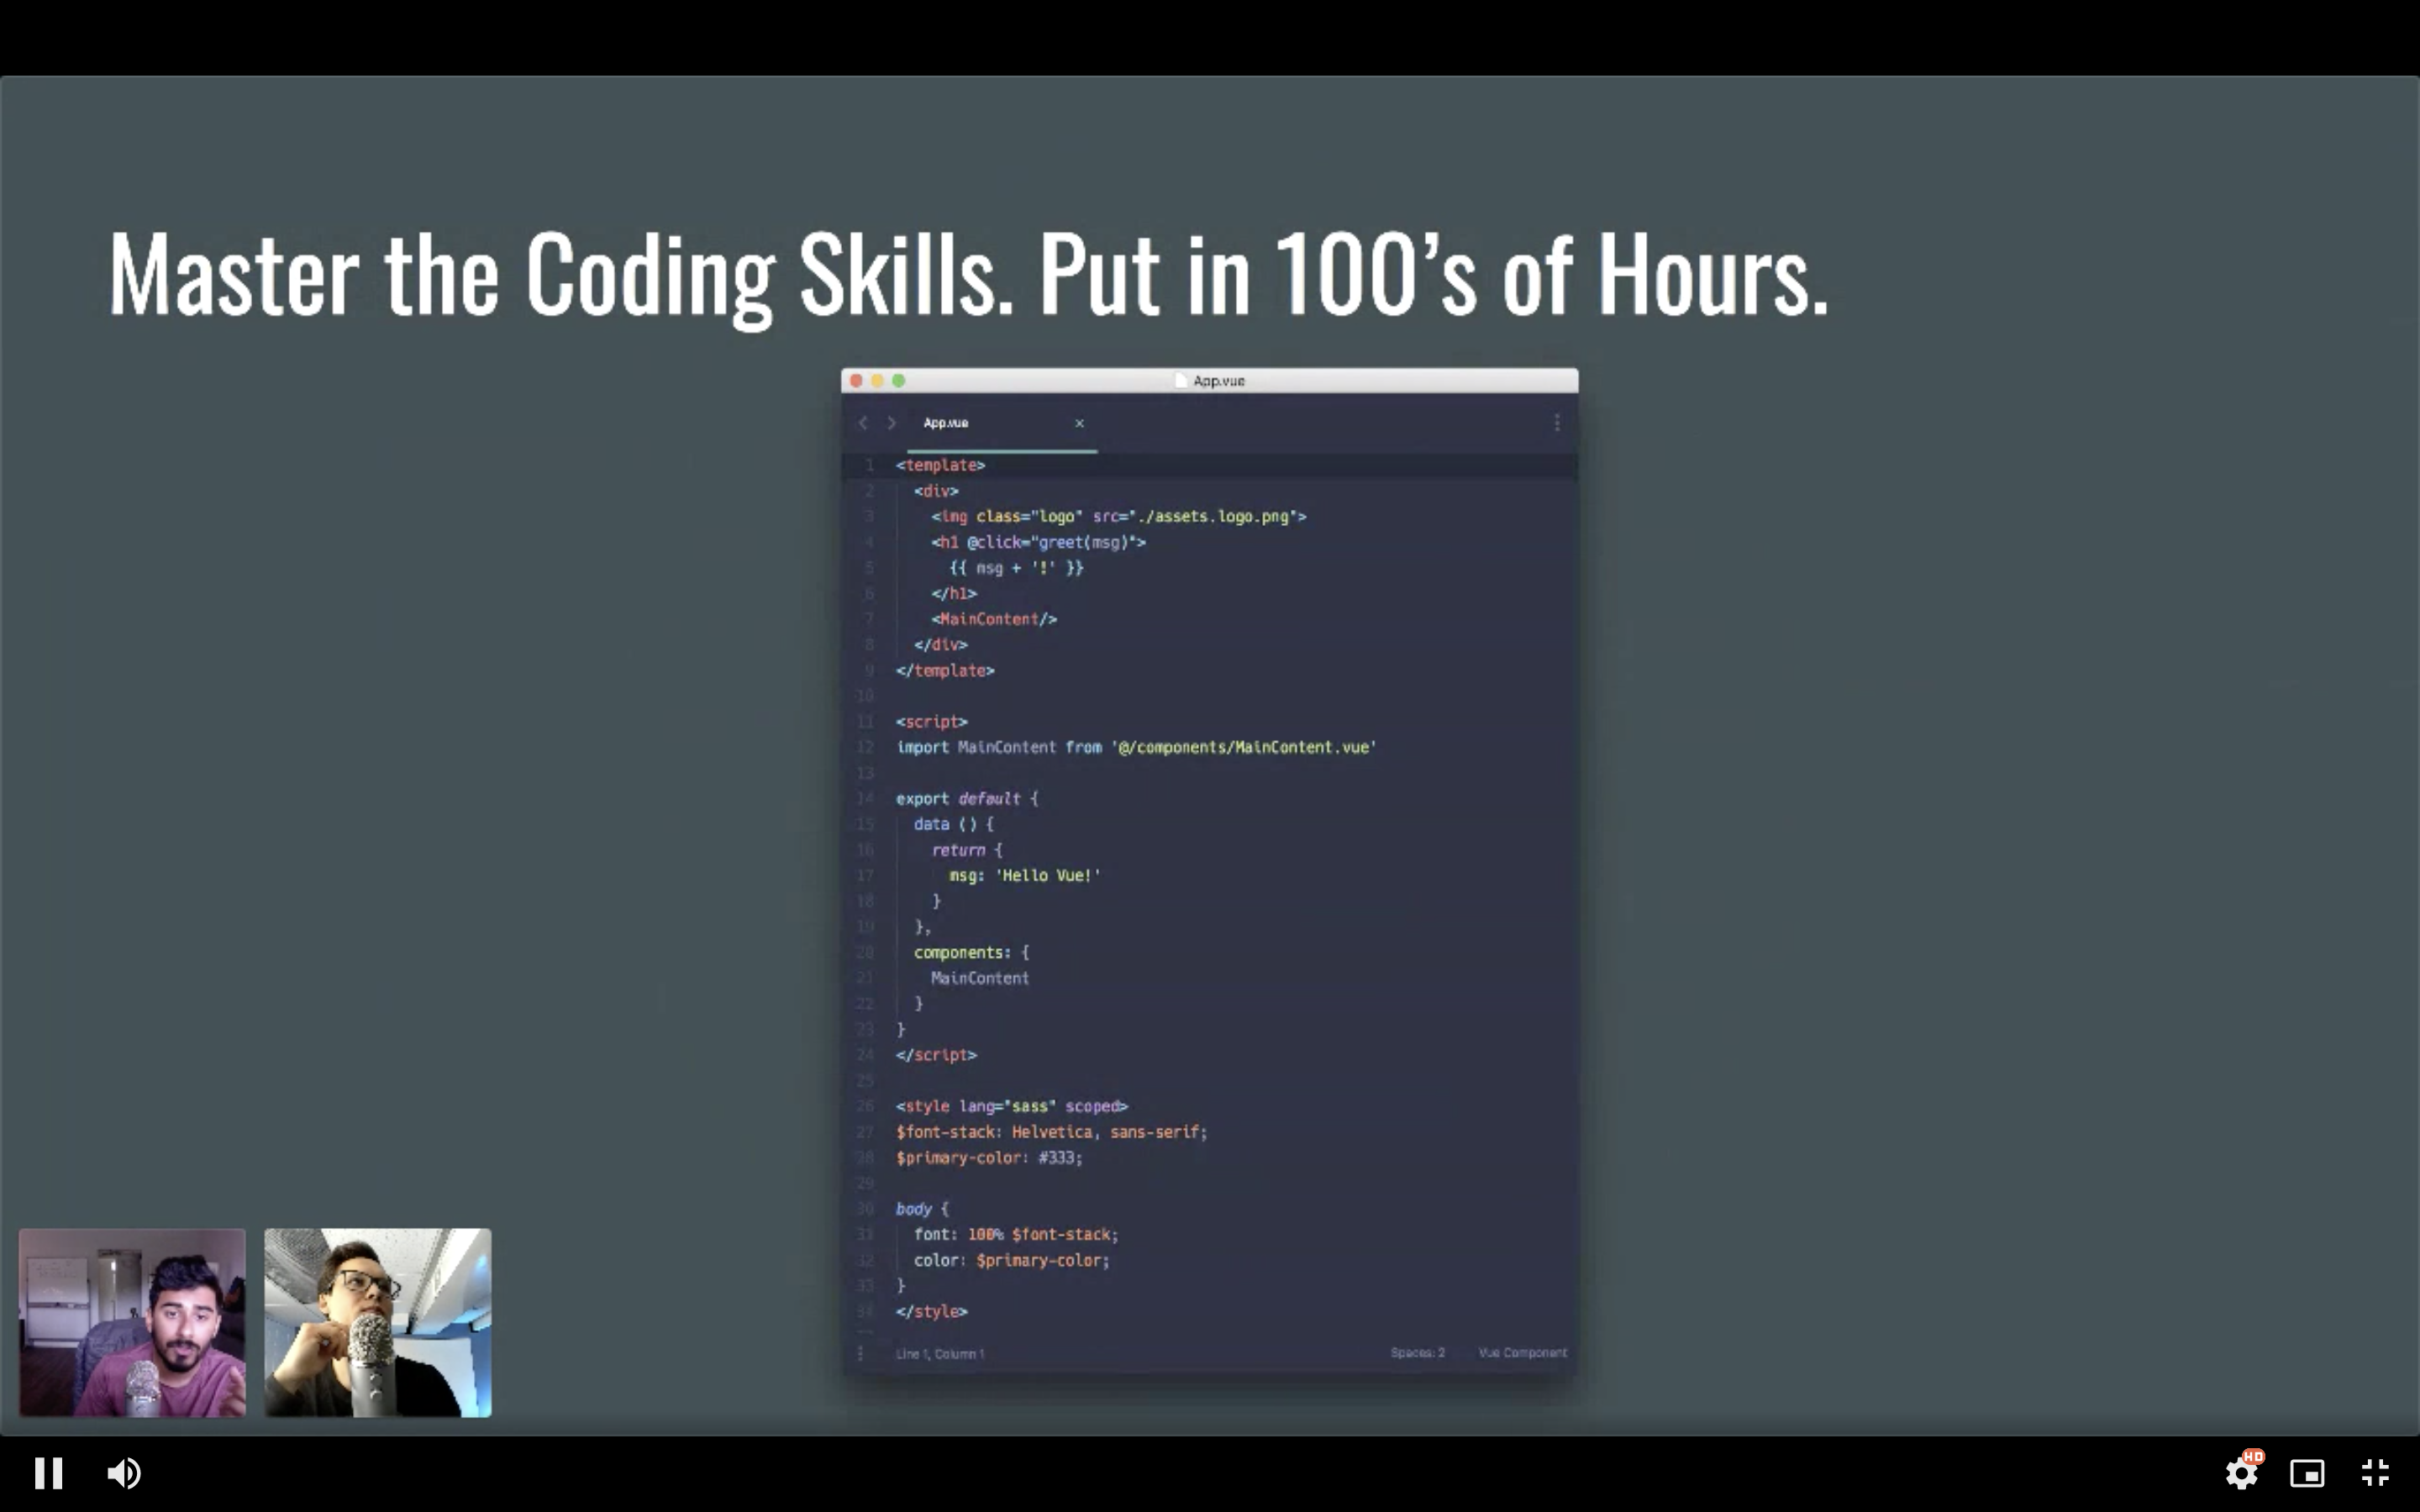 Master the Coding Skills. Put in 100’s of Hours.
App.vue
App.vue ×
1 <template>
2 <div>
3 <img class="logo" src="./assets.logo.png">
4 <h1 @click="greet(msg)">
5 {{ msg + '!' }}
6 </h1>
7 <MainContent/>
8 </div>
9 </template>
10
11 <script>
12 import MainContent from '@/components/MainContent.vue'
13
14 export default {
15 data () {
16 return {
17 msg: 'Hello Vue!'
18 }
19 },
20 components: {
21 MainContent
22 }
23 }
24 </script>
25
26 <style lang="sass" scoped>
27 $font-stack: Helvetica, sans-serif;
28 $primary-color: #333;
29
30 body {
31 font: 100% $font-stack;
32 color: $primary-color;
33 }
34 </style>
Line 1, Column 1 Spaces: 2 Vue Component
HD